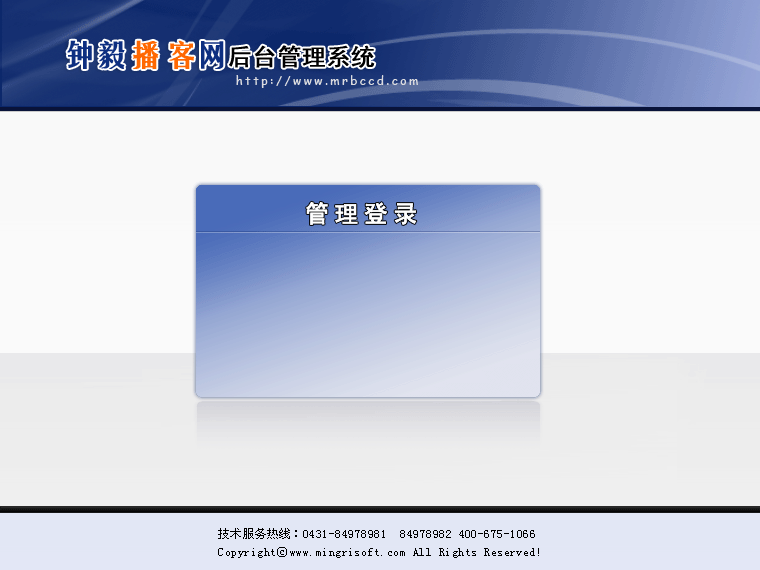 钟毅播客网后台管理系统
http://www.mrbccd.com
管理登录
技术服务热线：0431-84978981 84978982 400-675-1066
Copyright©www.mingrisoft.com All Rights Reserved!